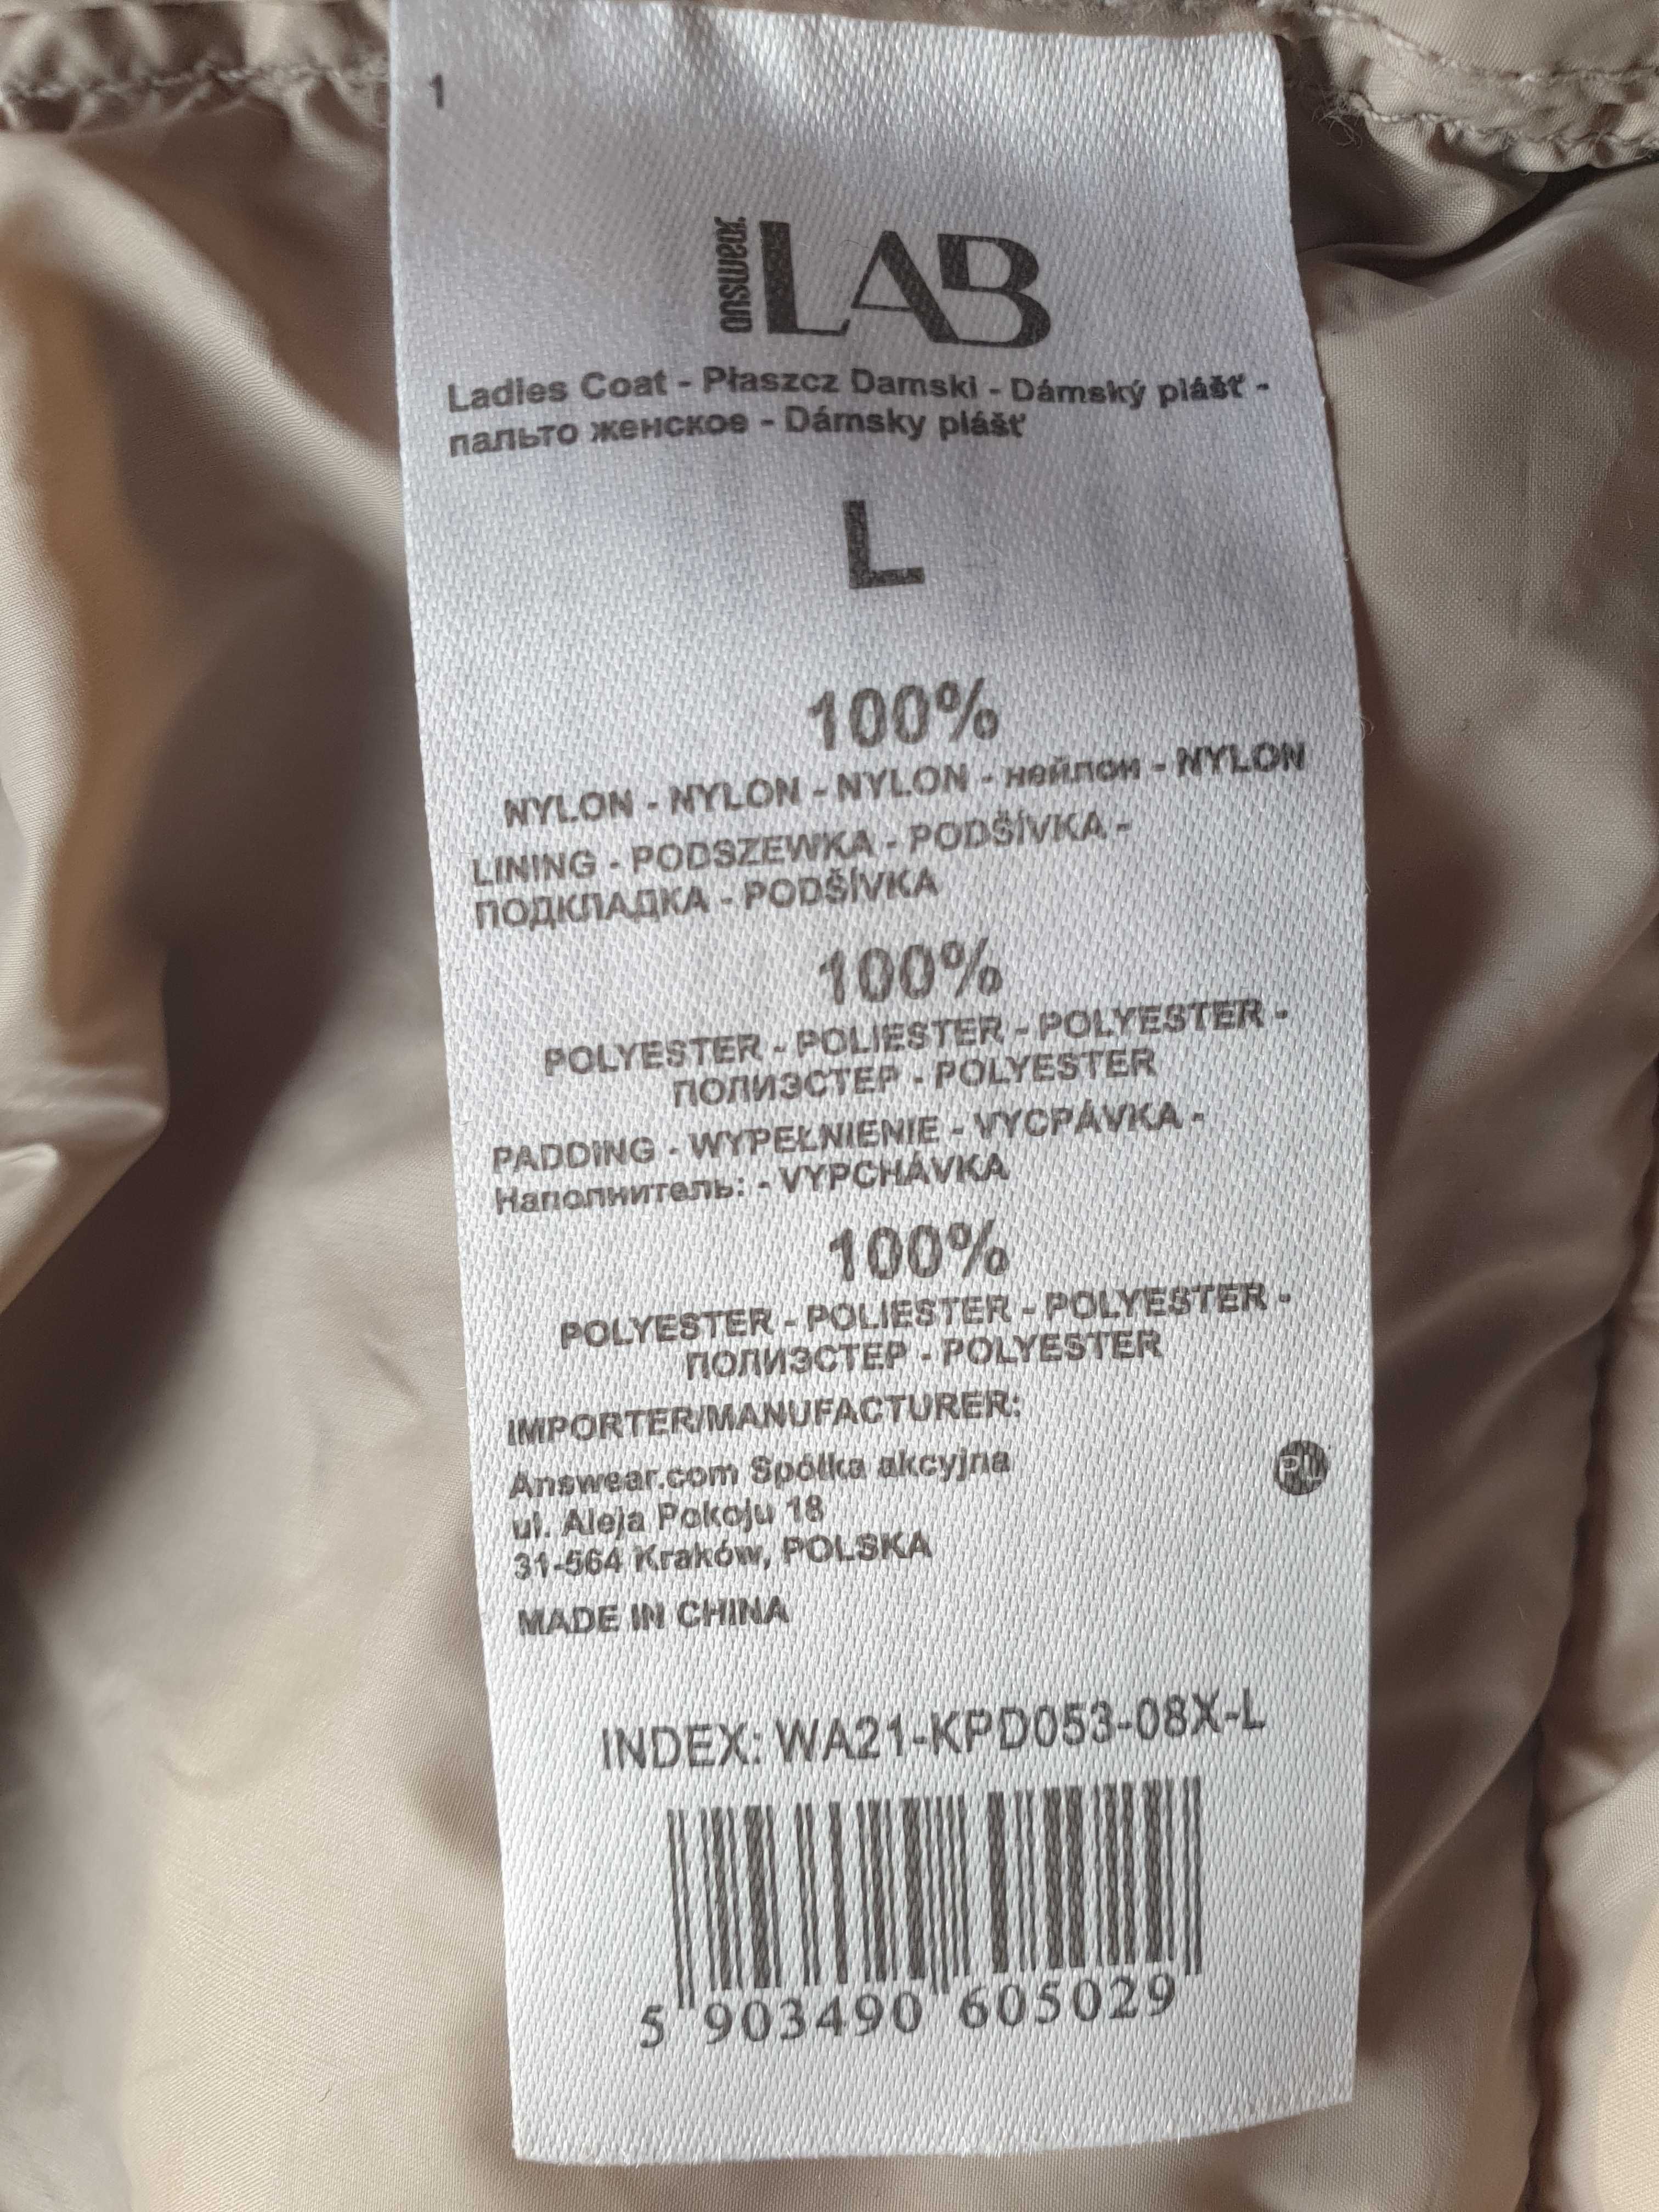 1
answear. LAB
Ladies Coat - Płaszcz Damski - Dámský plášť -
пальто женское - Dámsky plášť
L
100%
NYLON - NYLON - NYLON - нейлон - NYLON
LINING - PODSZEWKA - PODŠÍVKA -
ПОДКЛАДКА - PODŠÍVKA
100%
POLYESTER - POLIESTER - POLYESTER -
ПОЛИЭСТЕР - POLYESTER
PADDING - WYPEŁNIENIE - VYCPÁVKA -
Наполнитель: - VYPCHÁVKA
100%
POLYESTER - POLIESTER - POLYESTER -
ПОЛИЭСТЕР - POLYESTER
IMPORTER/MANUFACTURER:
Answear.com Spółka akcyjna
PL
ul. Aleja Pokoju 18
31-564 Kraków, POLSKA
MADE IN CHINA
INDEX: WA21-KPD053-08X-L
5 903490 605029